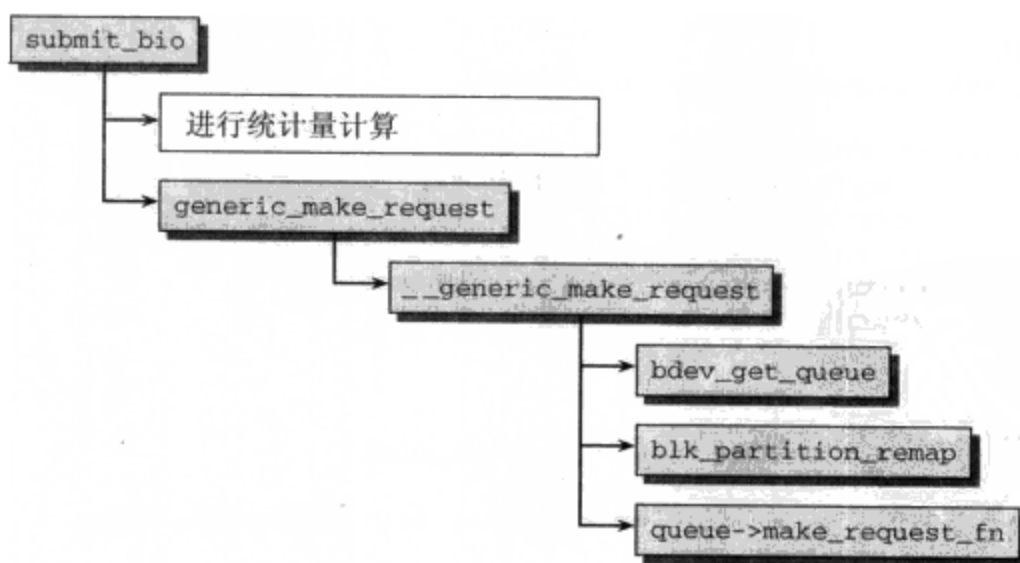 submit_bio
进行统计量计算
generic_make_request
__generic_make_request
bdev_get_queue
blk_partition_remap
queue->make_request_fn